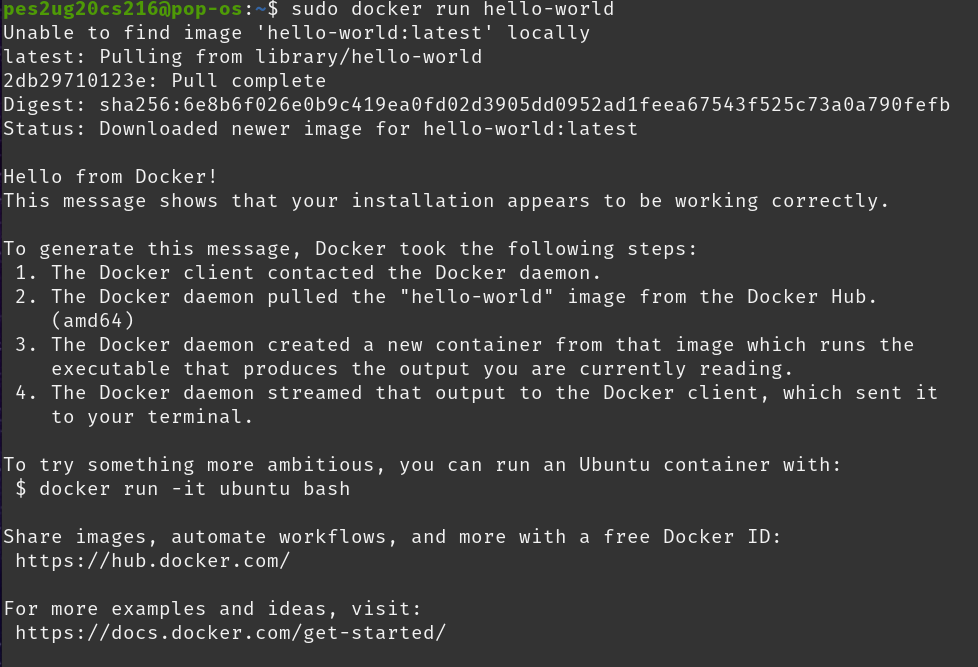 pes2ug20cs216@pop-os:~$ sudo docker run hello-world
Unable to find image 'hello-world:latest' locally
latest: Pulling from library/hello-world
2db29710123e: Pull complete
Digest: sha256:6e8b6f026e0b9c419ea0fd02d3905dd0952ad1feea67543f525c73a0a790fefb
Status: Downloaded newer image for hello-world:latest

Hello from Docker!
This message shows that your installation appears to be working correctly.

To generate this message, Docker took the following steps:
 1. The Docker client contacted the Docker daemon.
 2. The Docker daemon pulled the "hello-world" image from the Docker Hub.
    (amd64)
 3. The Docker daemon created a new container from that image which runs the
    executable that produces the output you are currently reading.
 4. The Docker daemon streamed that output to the Docker client, which sent it
    to your terminal.

To try something more ambitious, you can run an Ubuntu container with:
 $ docker run -it ubuntu bash

Share images, automate workflows, and more with a free Docker ID:
 https://hub.docker.com/

For more examples and ideas, visit:
 https://docs.docker.com/get-started/